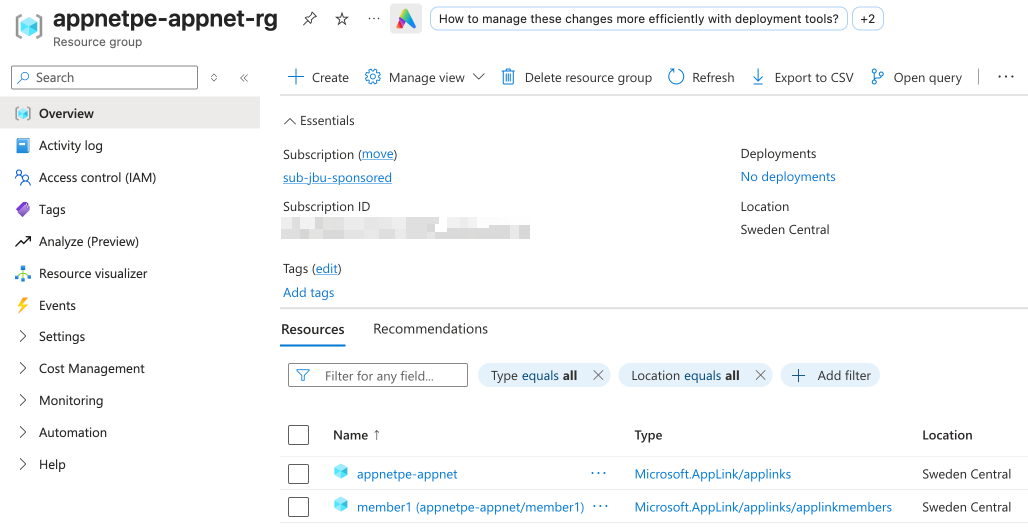 appnetpe-appnet-rg
Resource group
How to manage these changes more efficiently with deployment tools?
+2
Search
Overview
Activity log
Access control (IAM)
Tags
Analyze (Preview)
Resource visualizer
Events
Settings
Cost Management
Monitoring
Automation
Help
Create Manage view Delete resource group Refresh Export to CSV Open query
Essentials
Subscription (move)
sub-jbu-sponsored
Subscription ID
Tags (edit)
Add tags
Deployments
No deployments
Location
Sweden Central
Resources Recommendations
Filter for any field... Type equals all Location equals all Add filter
Name ↑ Type Location
appnetpe-appnet ··· Microsoft.AppLink/applinks Sweden Central
member1 (appnetpe-appnet/member1) ··· Microsoft.AppLink/applinks/applinkmembers Sweden Central